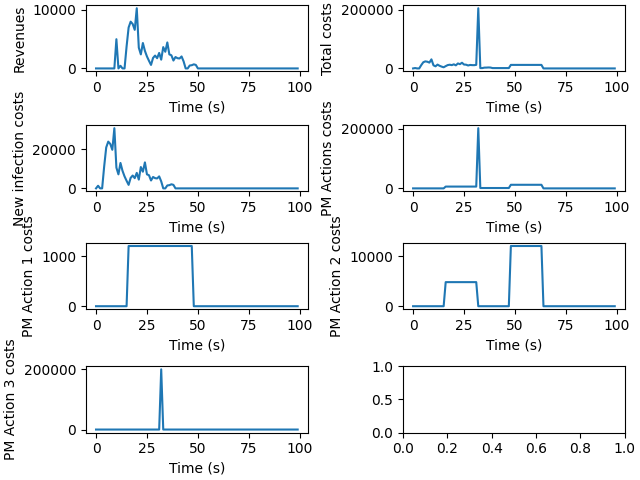 Revenues
10000
0
0 25 50 75 100
Time (s)
Total costs
200000
0
0 25 50 75 100
Time (s)
New infection costs
20000
0
0 25 50 75 100
Time (s)
PM Actions costs
200000
0
0 25 50 75 100
Time (s)
PM Action 1 costs
1000
0
0 25 50 75 100
Time (s)
PM Action 2 costs
10000
0
0 25 50 75 100
Time (s)
PM Action 3 costs
200000
0
0 25 50 75 100
Time (s)
1.0
0.5
0.0
0.0 0.2 0.4 0.6 0.8 1.0